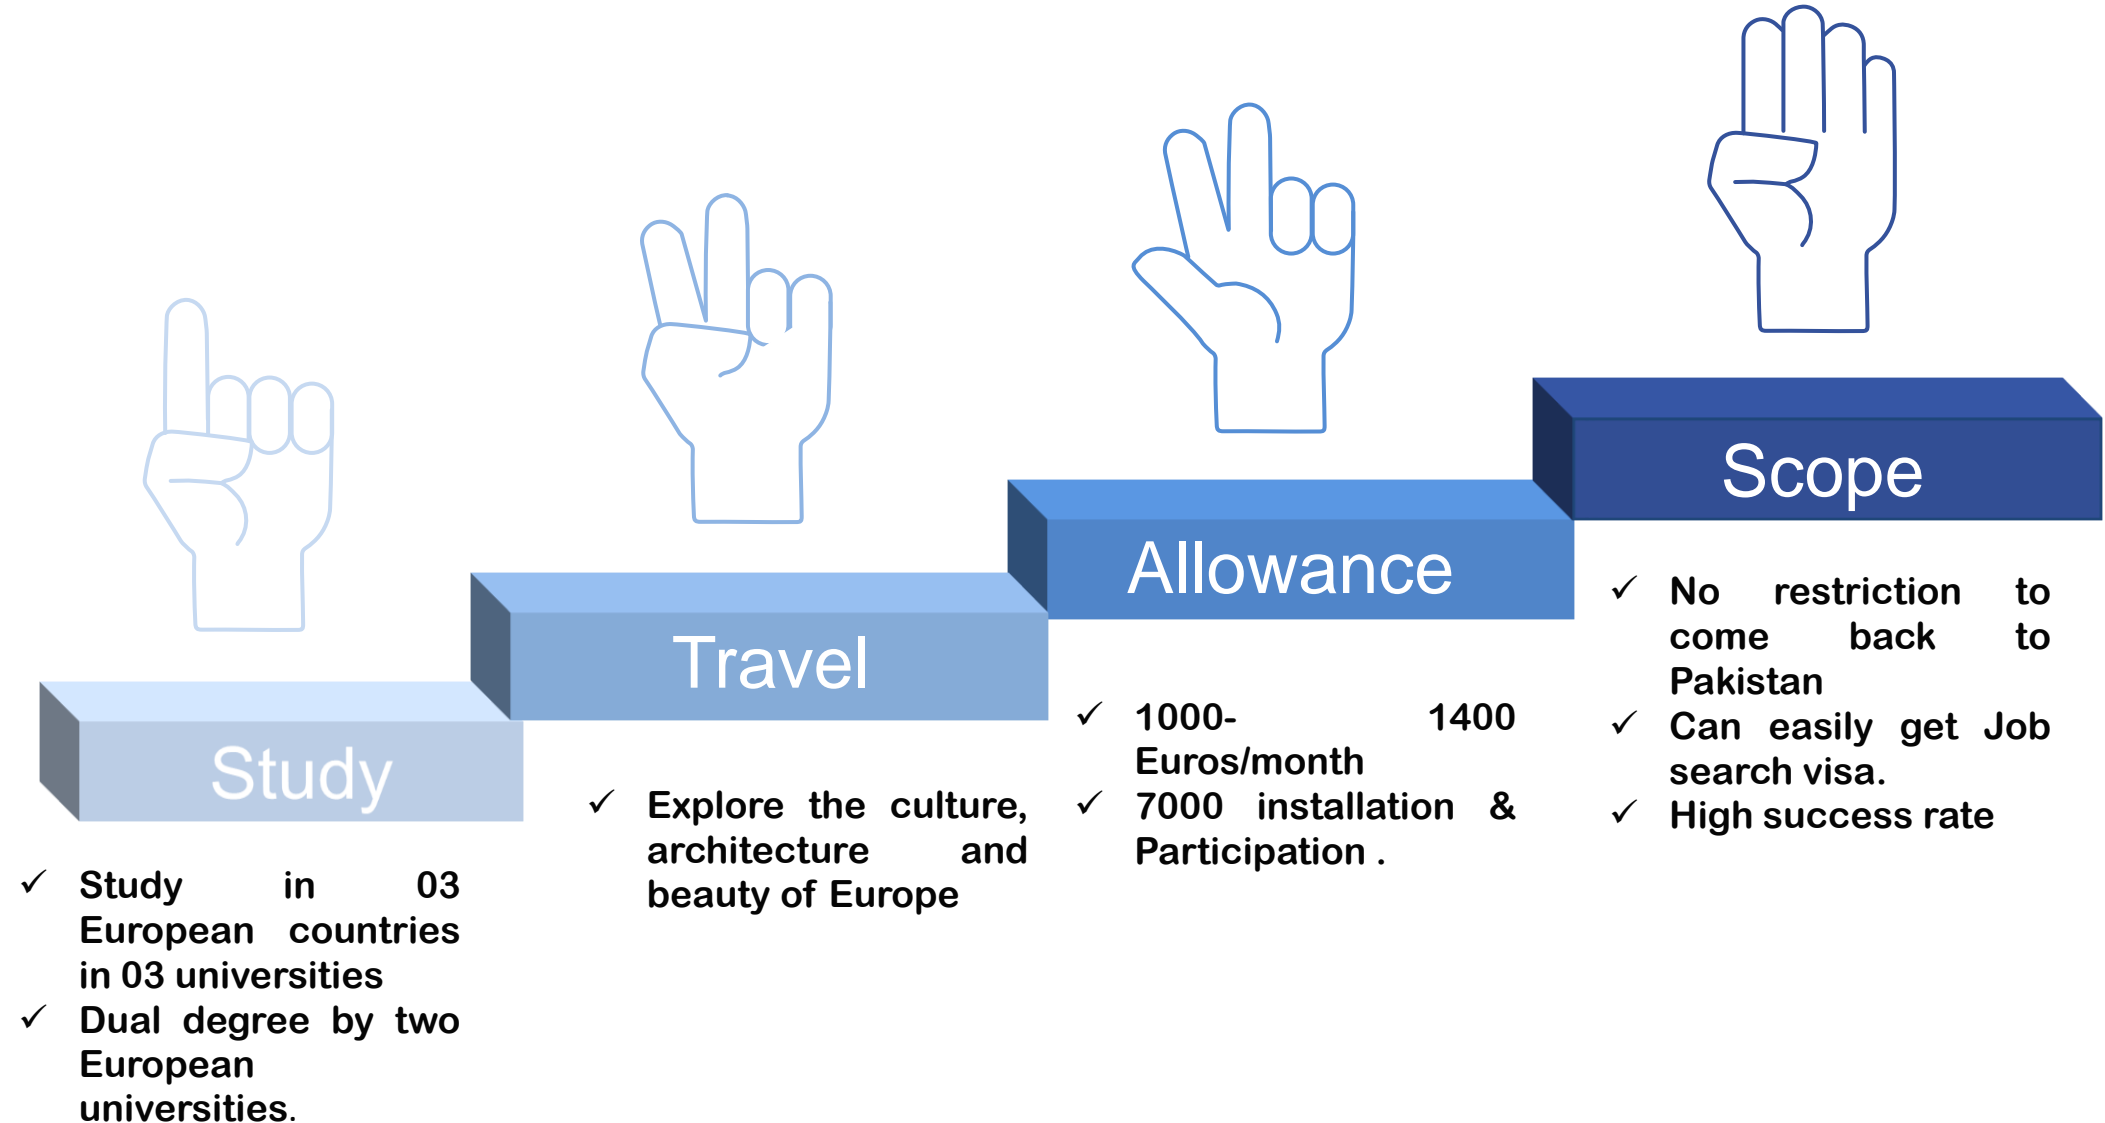 Study
✓ Study in 03
European countries
in 03 universities
✓ Dual degree by two
European
universities.
Travel
✓ Explore the culture,
architecture and
beauty of Europe
Allowance
✓ 1000- 1400
Euros/month
✓ 7000 installation &
Participation .
Scope
✓ No restriction to
come back to
Pakistan
✓ Can easily get Job
search visa.
✓ High success rate